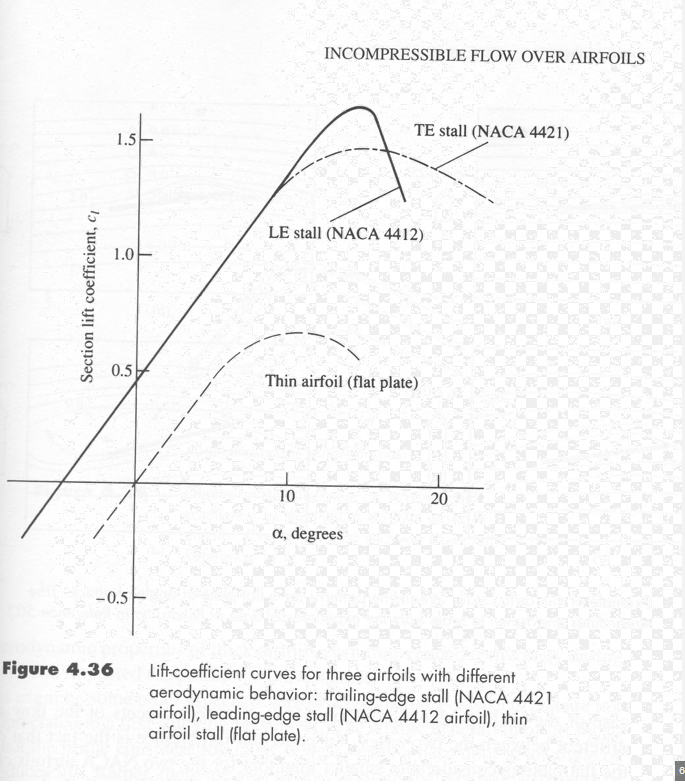 INCOMPRESSIBLE FLOW OVER AIRFOILS
1.5
TE stall (NACA 4421)
Section lift coefficient, cl
LE stall (NACA 4412)
1.0
0.5
Thin airfoil (flat plate)
10
20
α, degrees
−0.5
Figure 4.36
Lift-coefficient curves for three airfoils with different
aerodynamic behavior: trailing-edge stall (NACA 4421
airfoil), leading-edge stall (NACA 4412 airfoil), thin
airfoil stall (flat plate).
6